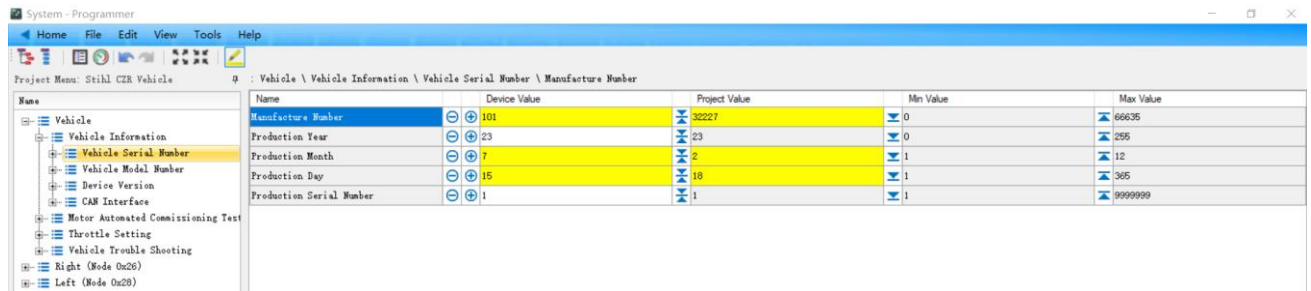 System - Programmer
Home File Edit View Tools Help
Project Menu: Stihl CZR Vehicle
: Vehicle \ Vehicle Information \ Vehicle Serial Number \ Manufacture Number
Name
Vehicle
Vehicle Information
Vehicle Serial Number
Vehicle Model Number
Device Version
CAN Interface
Motor Automated Commissioning Test
Throttle Setting
Vehicle Trouble Shooting
Right (Node 0x26)
Left (Node 0x28)
Name Device Value Project Value Min Value Max Value
Manufacture Number 101 32227 0 66635
Production Year 23 23 0 255
Production Month 7 2 1 12
Production Day 15 18 1 365
Production Serial Number 1 1 1 9999999